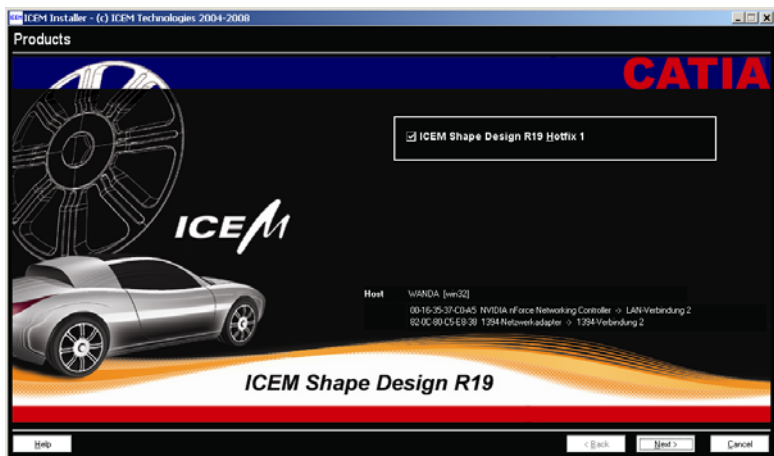 ICEM ICEM Installer - (c) ICEM Technologies 2004-2008
Products
CATIA
ICEM Shape Design R19 Hotfix 1
ICEM
Host WANDA [win32]
00-16-35-37-C0-A5 NVIDIA nForce Networking Controller -> LAN-Verbindung 2
82-0C-80-C5-E8-38 1394-Netzwerkadapter -> 1394-Verbindung 2
ICEM Shape Design R19
Help < Back Next > Cancel